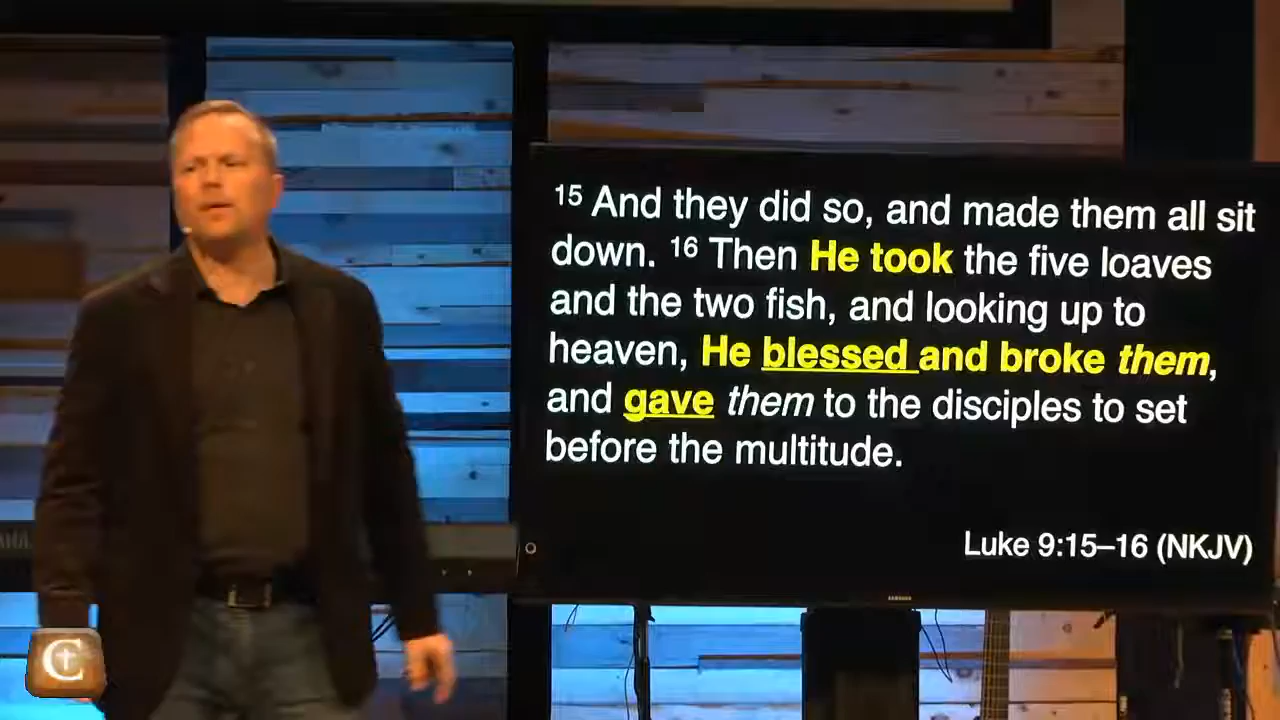 15 And they did so, and made them all sit
down. 16 Then He took the five loaves
and the two fish, and looking up to
heaven, He blessed and broke them,
and gave them to the disciples to set
before the multitude.
Luke 9:15–16 (NKJV)
SAMSUNG
C